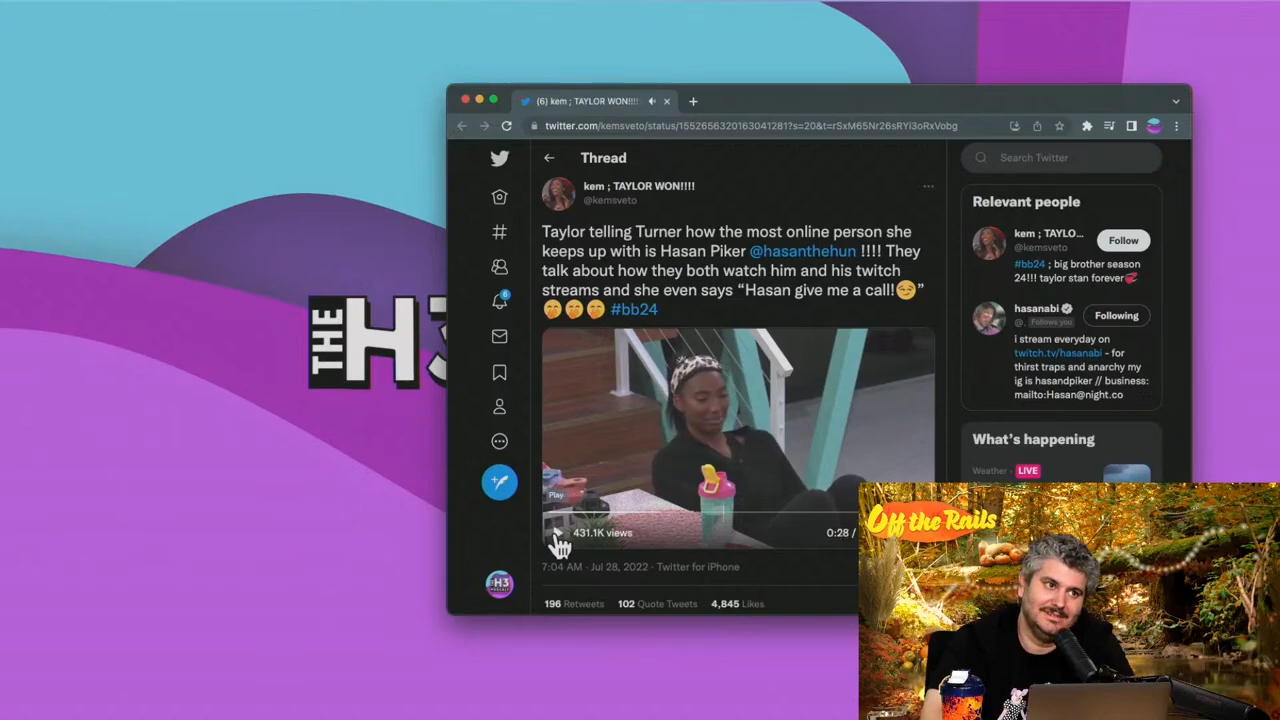 (6) kem ; TAYLOR WON!!!!
twitter.com/kemsveto/status/1552656320163041281?s=20&t=rSxM65Nr26sRYi3oRxVobg
Thread
Search Twitter
kem ; TAYLOR WON!!!!
@kemsveto
Taylor telling Turner how the most online person she
keeps up with is Hasan Piker @hasanthehun !!!! They
talk about how they both watch him and his twitch
streams and she even says “Hasan give me a call!😏”
🤭🤭🤭 #bb24
Play
431.1K views
0:28 /
7:04 AM · Jul 28, 2022 · Twitter for iPhone
196 Retweets 102 Quote Tweets 4,845 Likes
Relevant people
kem ; TAYLO...
@kemsveto
Follow
#bb24 ; big brother season
24!!! taylor stan forever💞
hasanabi
@. Follows you
Following
i stream everyday on
twitch.tv/hasanabi - for
thirst traps and anarchy my
ig is hasandpiker // business:
mailto:Hasan@night.co
What's happening
Weather · LIVE
6
THE H3
H3
PODCAST
Off the Rails